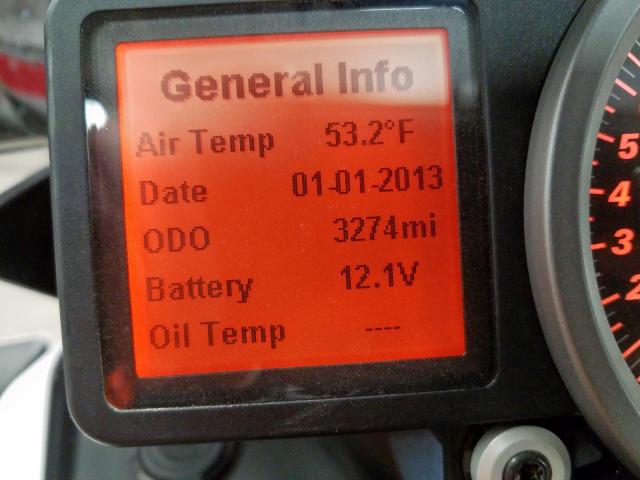 General Info
Air Temp 53.2°F
Date 01-01-2013
ODO 3274mi
Battery 12.1V
Oil Temp ----
5
4
3
2